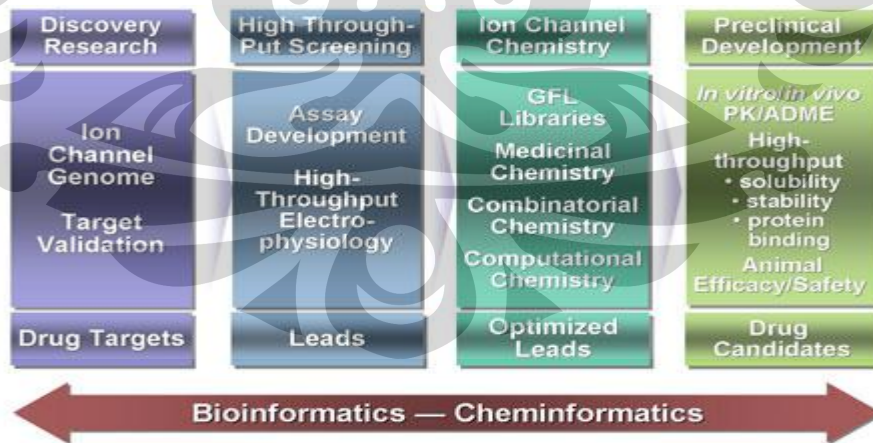 Discovery
Research
Ion
Channel
Genome
Target
Validation
Drug Targets
High Through-
Put Screening
Assay
Development
High-
Throughput
Electro-
physiology
Leads
Ion Channel
Chemistry
GFL
Libraries
Medicinal
Chemistry
Combinatorial
Chemistry
Computational
Chemistry
Optimized
Leads
Preclinical
Development
In vitro/in vivo
PK/ADME
High-
throughput
• solubility
• stability
• protein
binding
Animal
Efficacy/Safety
Drug
Candidates
Bioinformatics — Cheminformatics